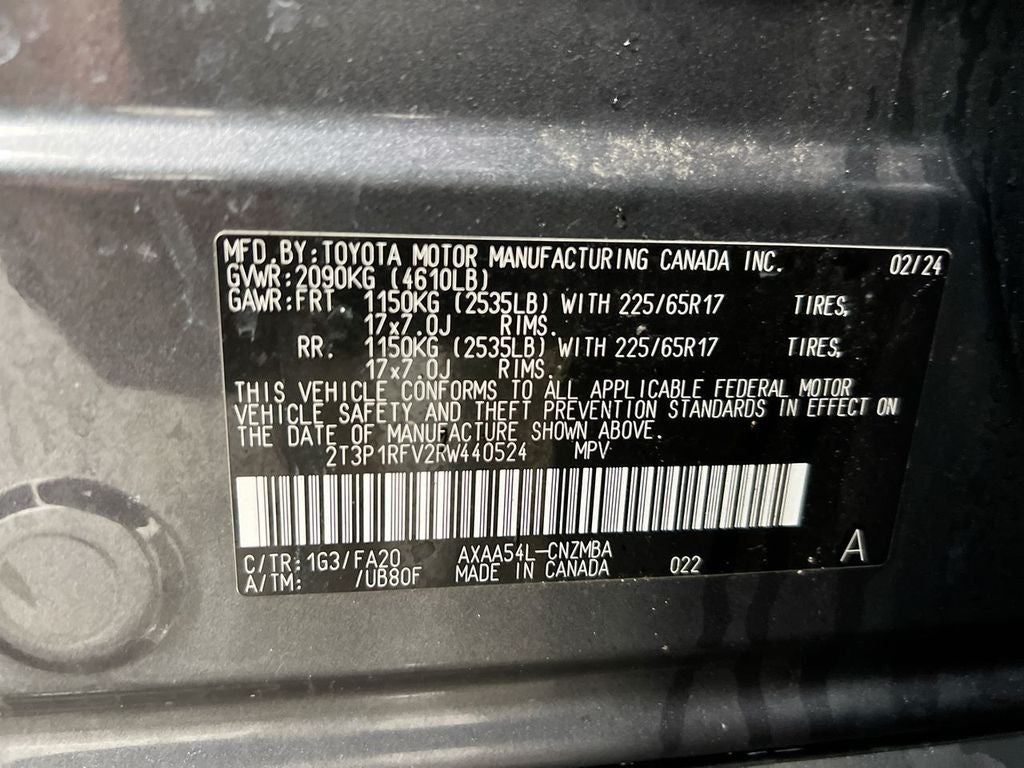 MFD.BY:TOYOTA MOTOR MANUFACTURING CANADA INC. 02/24
GVWR:2090KG (4610LB)
GAWR:FRT. 1150KG (2535LB) WITH 225/65R17 TIRES,
17x7.0J RIMS.
RR. 1150KG (2535LB) WITH 225/65R17 TIRES,
17x7.0J RIMS.
THIS VEHICLE CONFORMS TO ALL APPLICABLE FEDERAL MOTOR
VEHICLE SAFETY AND THEFT PREVENTION STANDARDS IN EFFECT ON
THE DATE OF MANUFACTURE SHOWN ABOVE.
2T3P1RFV2RW440524 MPV
C/TR:1G3/FA20 AXAA54L-CNZMBA A
A/TM: /UB80F MADE IN CANADA 022